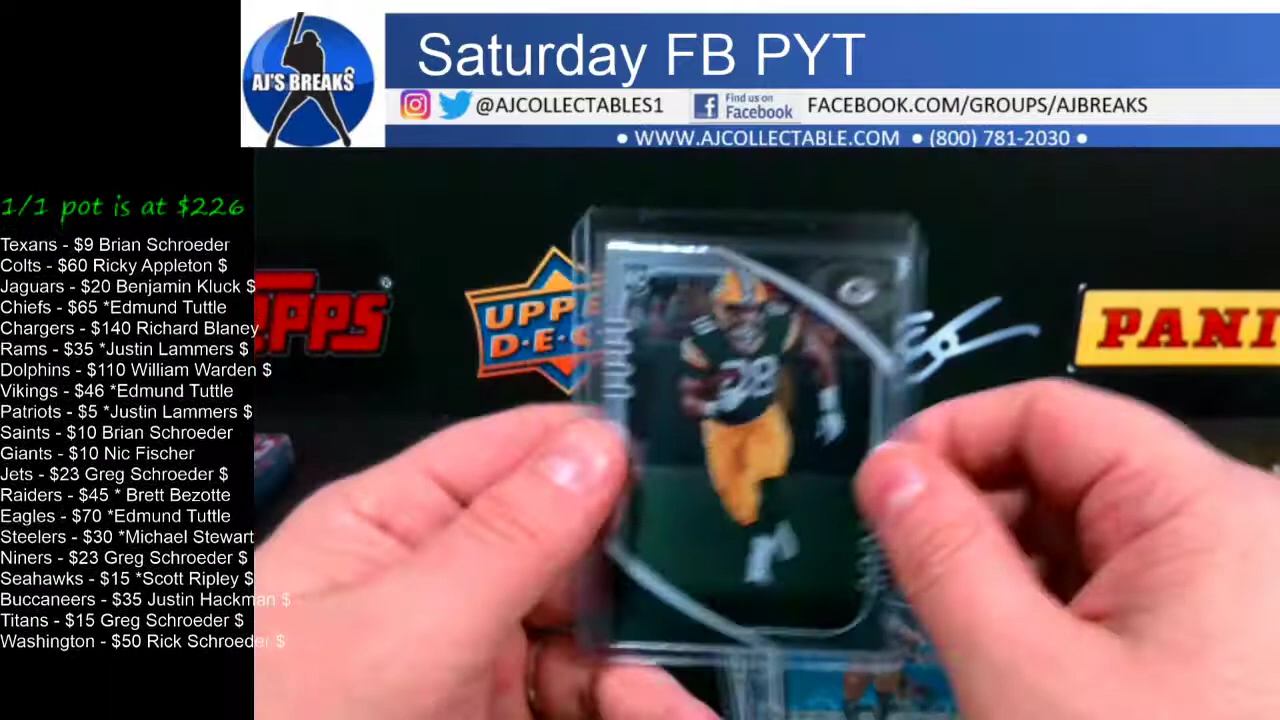 Saturday FB PYT
AJ'S BREAKS
@AJCOLLECTABLES1
Find us on
Facebook
FACEBOOK.COM/GROUPS/AJBREAKS
• WWW.AJCOLLECTABLE.COM • (800) 781-2030 •
1/1 pot is at $226
Texans - $9 Brian Schroeder
Colts - $60 Ricky Appleton $
Jaguars - $20 Benjamin Kluck $
Chiefs - $65 *Edmund Tuttle
Chargers - $140 Richard Blaney
Rams - $35 *Justin Lammers $
Dolphins - $110 William Warden $
Vikings - $46 *Edmund Tuttle
Patriots - $5 *Justin Lammers $
Saints - $10 Brian Schroeder
Giants - $10 Nic Fischer
Jets - $23 Greg Schroeder $
Raiders - $45 * Brett Bezotte
Eagles - $70 *Edmund Tuttle
Steelers - $30 *Michael Stewart
Niners - $23 Greg Schroeder $
Seahawks - $15 *Scott Ripley $
Buccaneers - $35 Justin Hackman $
Titans - $15 Greg Schroeder $
Washington - $50 Rick Schroeder $
PPS
UPPE
D·E·C
PANI
28